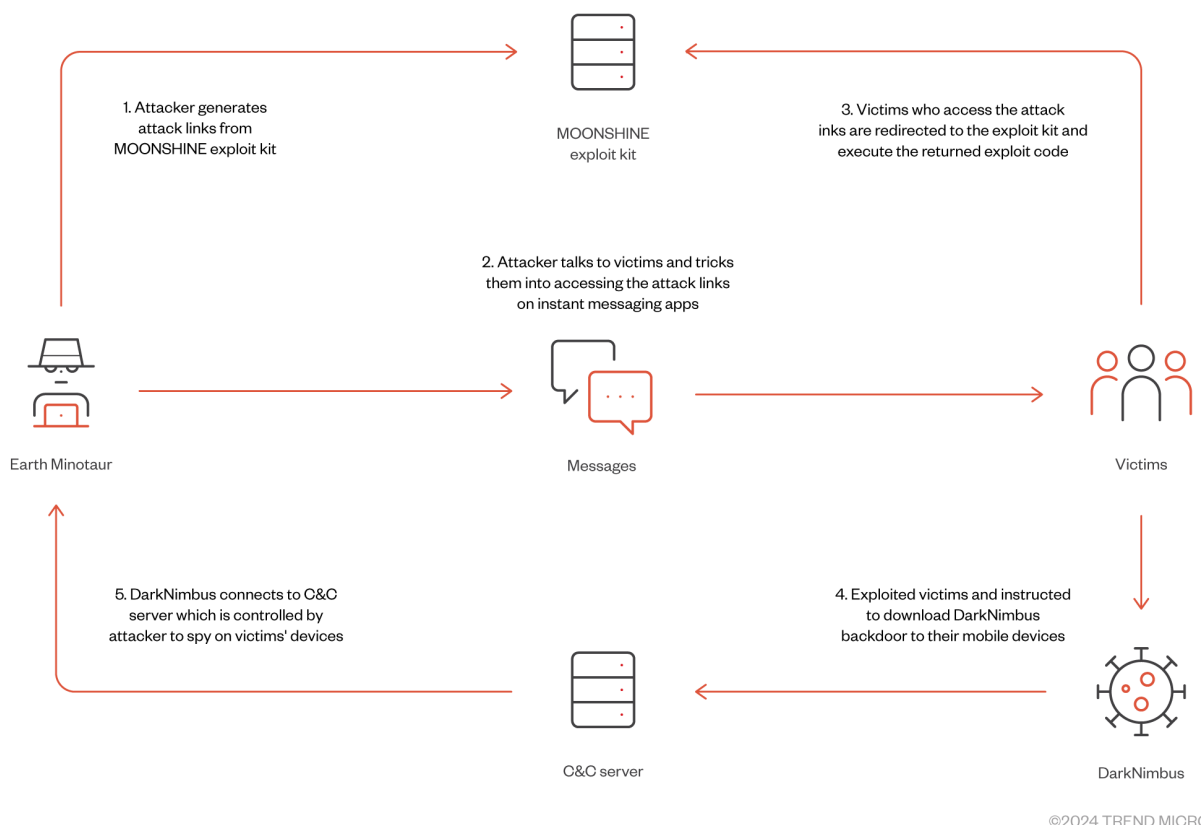 1. Attacker generates
attack links from
MOONSHINE exploit kit
MOONSHINE
exploit kit
3. Victims who access the attack
inks are redirected to the exploit kit and
execute the returned exploit code
2. Attacker talks to victims and tricks
them into accessing the attack links
on instant messaging apps
Earth Minotaur
Messages
Victims
5. DarkNimbus connects to C&C
server which is controlled by
attacker to spy on victims' devices
4. Exploited victims and instructed
to download DarkNimbus
backdoor to their mobile devices
C&C server
DarkNimbus
©2024 TREND MICRO